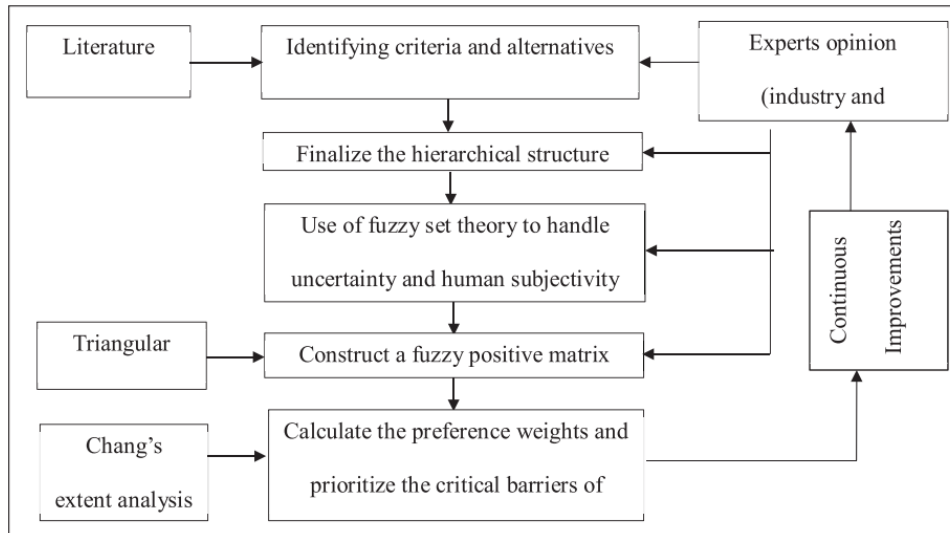 Literature
Identifying criteria and alternatives
Experts opinion
(industry and
Finalize the hierarchical structure
Use of fuzzy set theory to handle
uncertainty and human subjectivity
Continuous
Improvements
Triangular
Construct a fuzzy positive matrix
Chang’s
extent analysis
Calculate the preference weights and
prioritize the critical barriers of